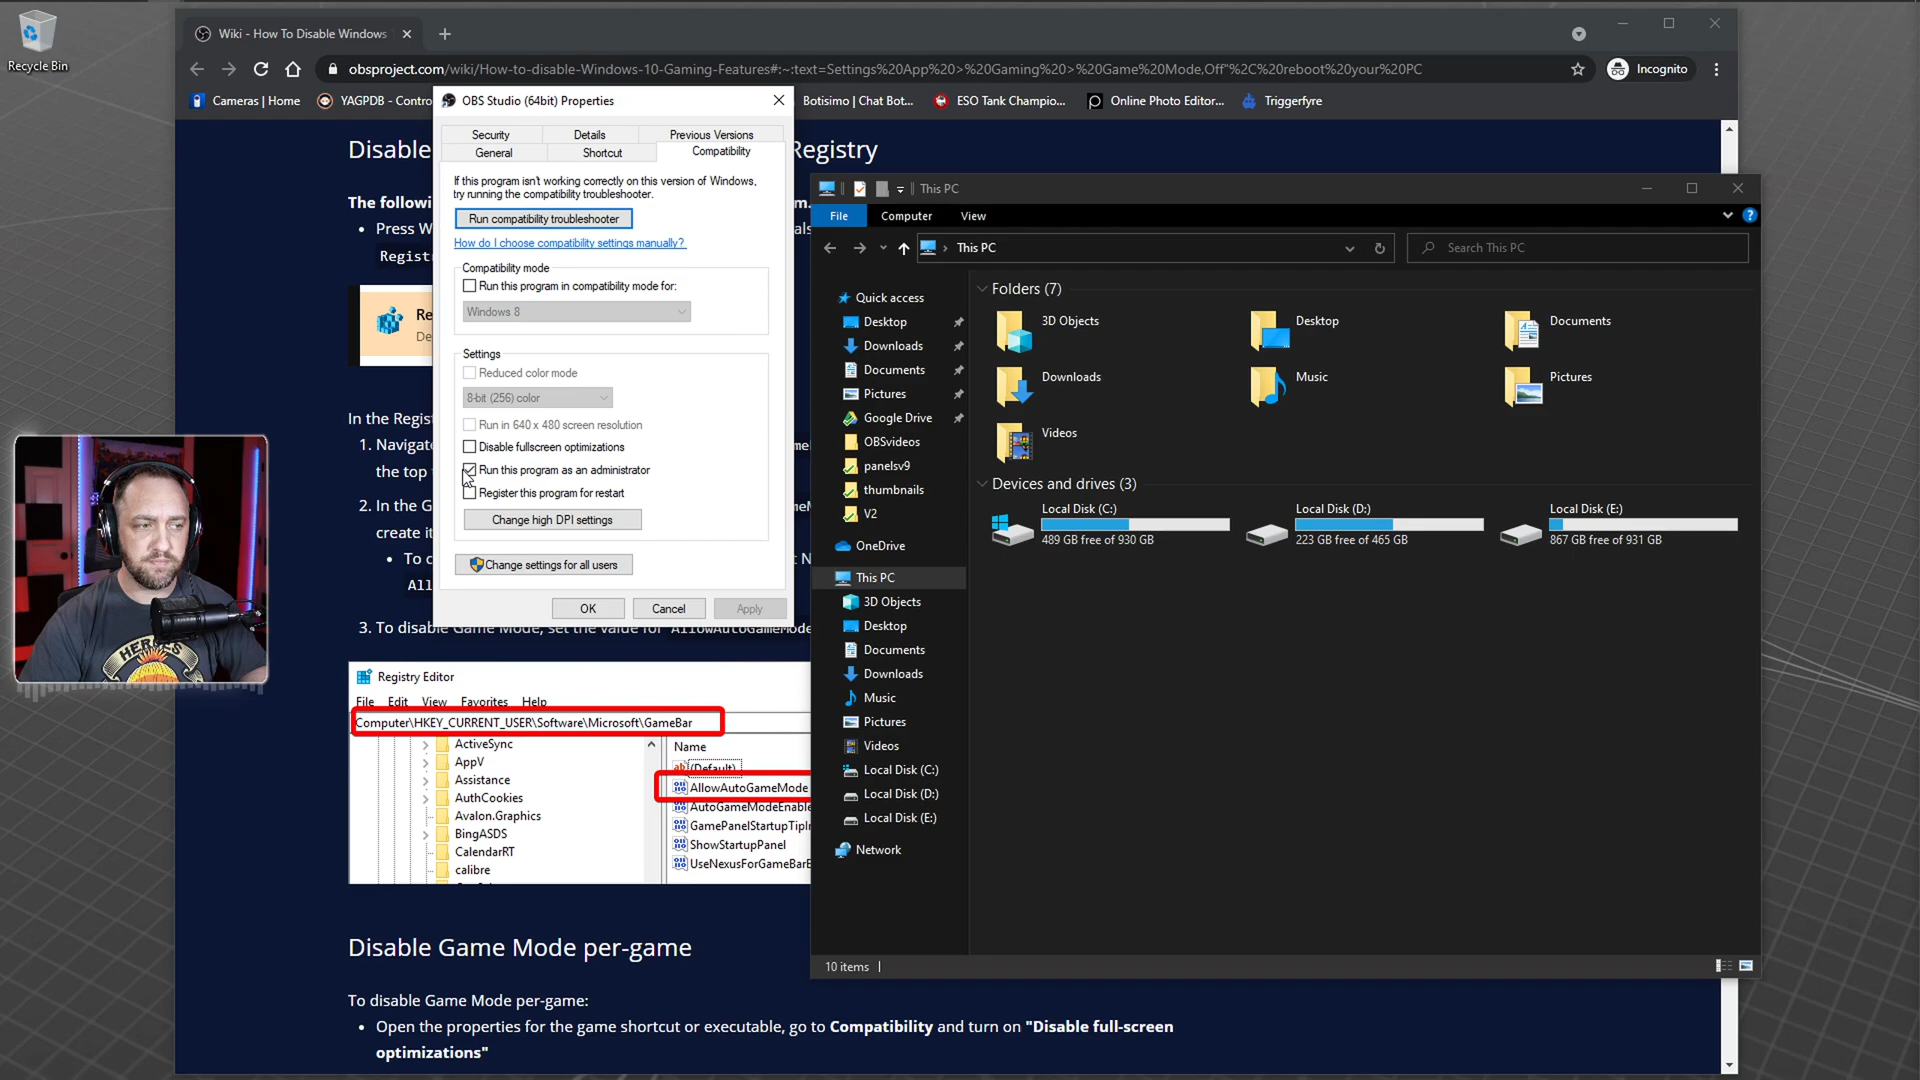 Recycle Bin
Wiki - How To Disable Windows
obsproject.com/wiki/How-to-disable-Windows-10-Gaming-Features#:~:text=Settings%20App%20>%20Gaming%20>%20Game%20Mode,Off"%2C%20reboot%20your%20PC
Incognito
Cameras | Home
YAGPDB - Contro
Botisimo | Chat Bot...
ESO Tank Champio...
Online Photo Editor...
Triggerfyre
Disable
Registry
The followi
Press W
Registr
Re
De
In the Regist
1. Navigate
the top
2. In the G
create it
To c
All
3. To disable Game Mode, set the value for AllowAutoGameMode
OBS Studio (64bit) Properties
Security
Details
Previous Versions
General
Shortcut
Compatibility
If this program isn't working correctly on this version of Windows,
try running the compatibility troubleshooter.
Run compatibility troubleshooter
How do I choose compatibility settings manually?
Compatibility mode
Run this program in compatibility mode for:
Windows 8
Settings
Reduced color mode
8-bit (256) color
Run in 640 x 480 screen resolution
Disable fullscreen optimizations
Run this program as an administrator
Register this program for restart
Change high DPI settings
Change settings for all users
OK
Cancel
Apply
This PC
File
Computer
View
This PC
Search This PC
Quick access
Desktop
Downloads
Documents
Pictures
Google Drive
OBSvideos
panelsv9
thumbnails
V2
OneDrive
This PC
3D Objects
Desktop
Documents
Downloads
Music
Pictures
Videos
Local Disk (C:)
Local Disk (D:)
Local Disk (E:)
Network
Folders (7)
3D Objects
Desktop
Documents
Downloads
Music
Pictures
Videos
Devices and drives (3)
Local Disk (C:)
489 GB free of 930 GB
Local Disk (D:)
223 GB free of 465 GB
Local Disk (E:)
867 GB free of 931 GB
10 items
HEROES
Registry Editor
File Edit View Favorites Help
Computer\HKEY_CURRENT_USER\Software\Microsoft\GameBar
ActiveSync
AppV
Assistance
AuthCookies
Avalon.Graphics
BingASDS
CalendarRT
calibre
Name
(Default)
AllowAutoGameMode
AutoGameModeEnable
GamePanelStartupTipIn
ShowStartupPanel
UseNexusForGameBarE
Disable Game Mode per-game
To disable Game Mode per-game:
Open the properties for the game shortcut or executable, go to Compatibility and turn on "Disable full-screen
optimizations"